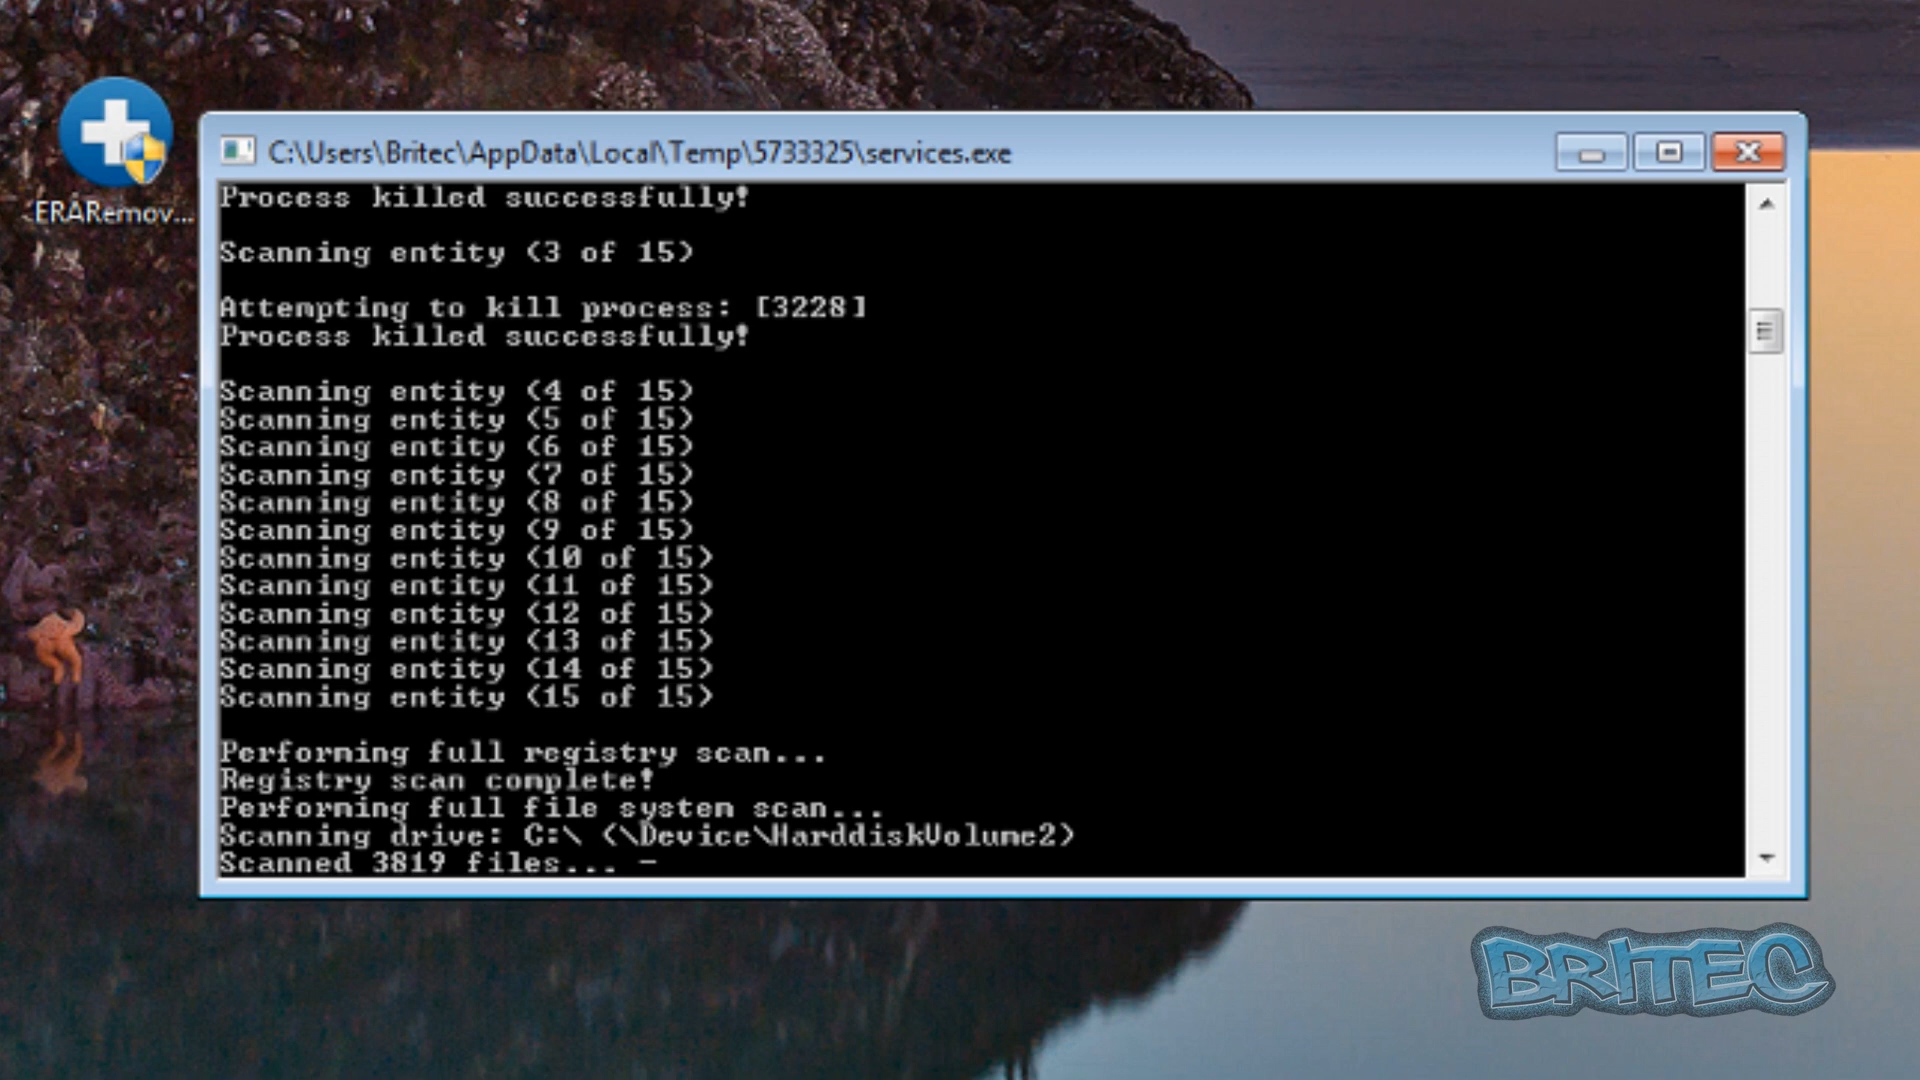 C:\Users\Britec\AppData\Local\Temp\5733325\services.exe
ERARemov...
Process killed successfully!
Scanning entity (3 of 15)
Attempting to kill process: [3228]
Process killed successfully!
Scanning entity (4 of 15)
Scanning entity (5 of 15)
Scanning entity (6 of 15)
Scanning entity (7 of 15)
Scanning entity (8 of 15)
Scanning entity (9 of 15)
Scanning entity (10 of 15)
Scanning entity (11 of 15)
Scanning entity (12 of 15)
Scanning entity (13 of 15)
Scanning entity (14 of 15)
Scanning entity (15 of 15)
Performing full registry scan...
Registry scan complete!
Performing full file system scan...
Scanning drive: C:\ (\Device\HarddiskVolume2)
Scanned 3819 files... -
BRITEC